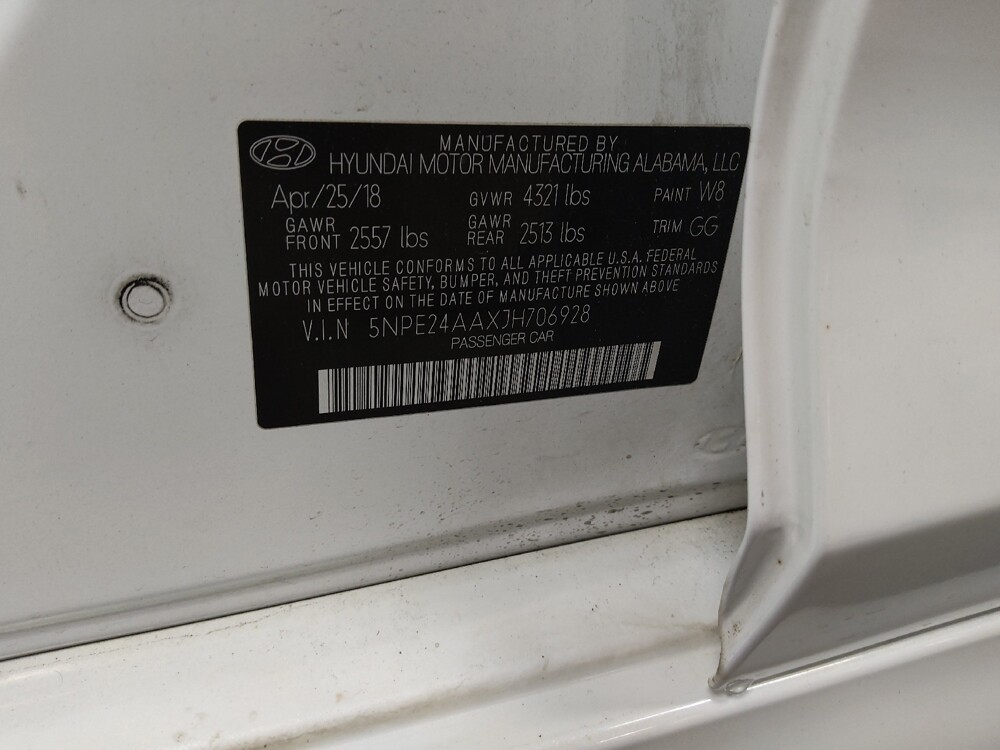 MANUFACTURED BY
HYUNDAI MOTOR MANUFACTURING ALABAMA, LLC
Apr/25/18 GVWR 4321 lbs PAINT W8
GAWR FRONT 2557 lbs GAWR REAR 2513 lbs TRIM GG
THIS VEHICLE CONFORMS TO ALL APPLICABLE U.S.A. FEDERAL
MOTOR VEHICLE SAFETY, BUMPER, AND THEFT PREVENTION STANDARDS
IN EFFECT ON THE DATE OF MANUFACTURE SHOWN ABOVE
V.I.N 5NPE24AAXJH706928
PASSENGER CAR